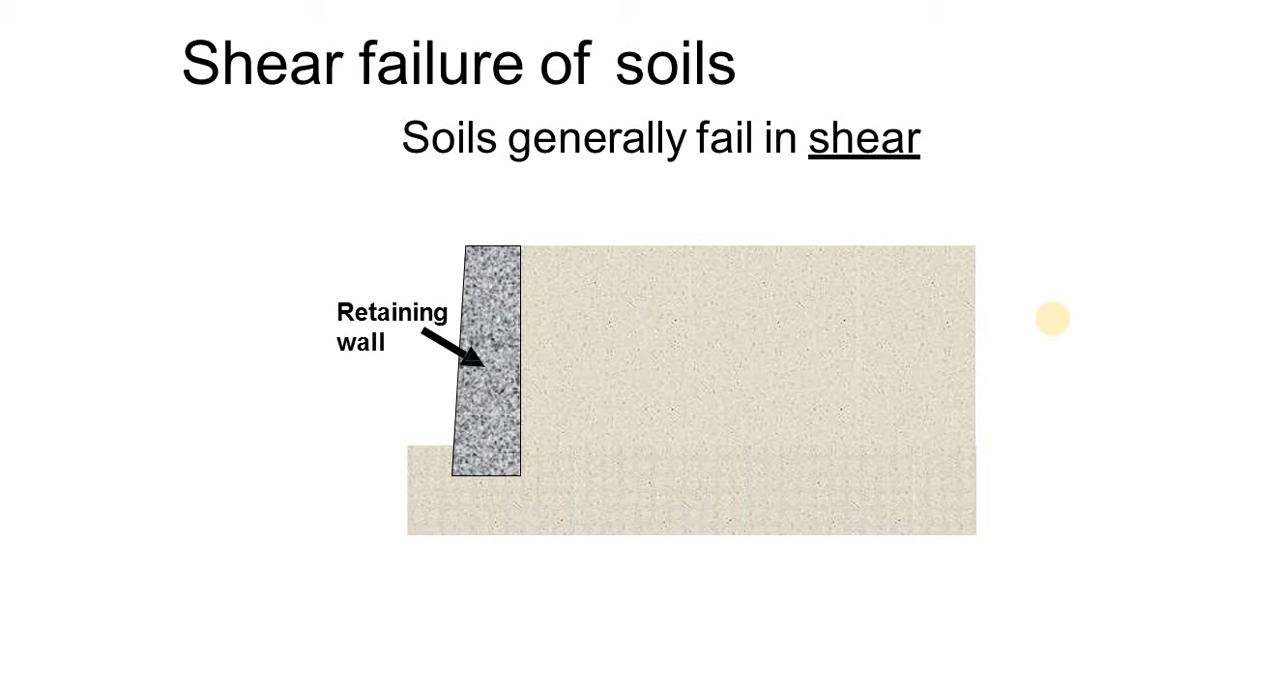 Shear failure of soils
Soils generally fail in shear
Retaining
wall